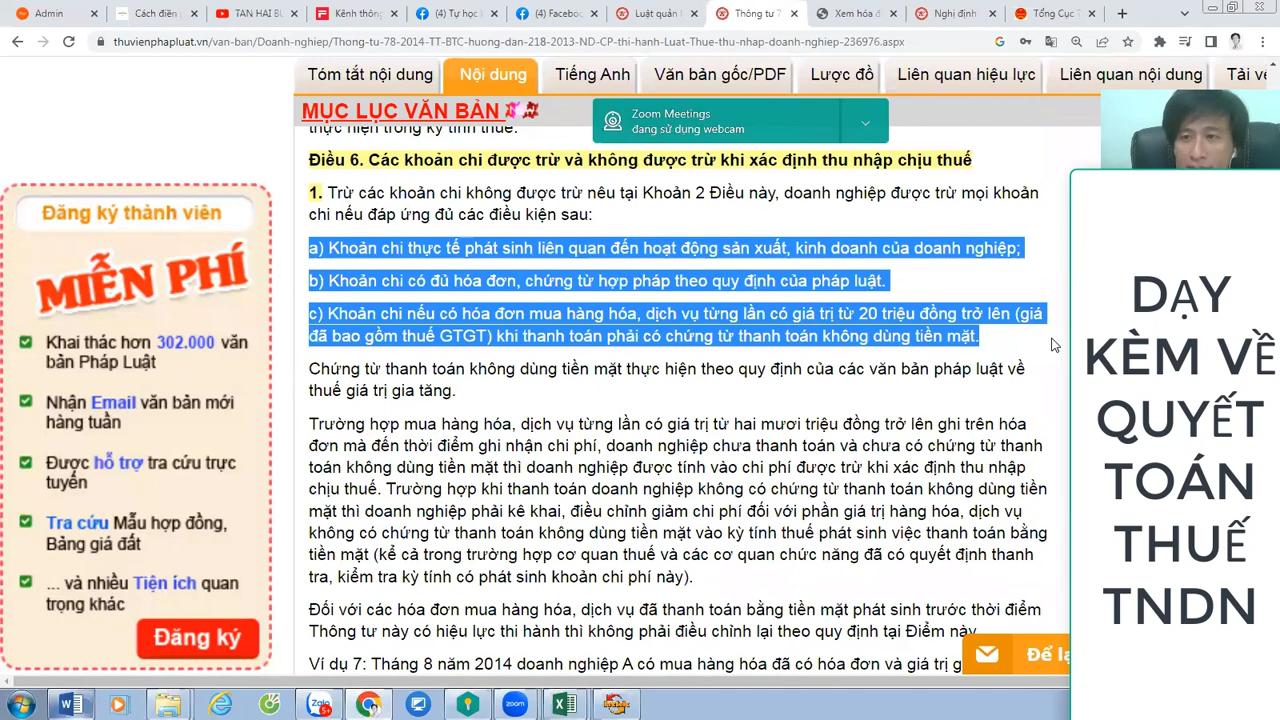 Admin
Cách điền
TAN HAI
Kênh thông
(4) Tự học
(4) Faceboo
Luật quản
Thông tư 7
Xem hóa đ
Nghị định
Tổng Cục T
thuvienphapluat.vn/van-ban/Doanh-nghiep/Thong-tu-78-2014-TT-BTC-huong-dan-218-2013-ND-CP-thi-hanh-Luat-Thue-thu-nhap-doanh-nghiep-236976.aspx
Tóm tắt nội dung
Nội dung
Tiếng Anh
Văn bản gốc/PDF
Lược đồ
Liên quan hiệu lực
Liên quan nội dung
Tải về
MỤC LỤC VĂN BẢN
Zoom Meetings
đang sử dụng webcam
thực hiện trong kỳ tính thuế.
Điều 6. Các khoản chi được trừ và không được trừ khi xác định thu nhập chịu thuế
1. Trừ các khoản chi không được trừ nêu tại Khoản 2 Điều này, doanh nghiệp được trừ mọi khoản
chi nếu đáp ứng đủ các điều kiện sau:
a) Khoản chi thực tế phát sinh liên quan đến hoạt động sản xuất, kinh doanh của doanh nghiệp;
b) Khoản chi có đủ hóa đơn, chứng từ hợp pháp theo quy định của pháp luật.
c) Khoản chi nếu có hóa đơn mua hàng hóa, dịch vụ từng lần có giá trị từ 20 triệu đồng trở lên (giá
đã bao gồm thuế GTGT) khi thanh toán phải có chứng từ thanh toán không dùng tiền mặt.
Chứng từ thanh toán không dùng tiền mặt thực hiện theo quy định của các văn bản pháp luật về
thuế giá trị gia tăng.
Trường hợp mua hàng hóa, dịch vụ từng lần có giá trị từ hai mươi triệu đồng trở lên ghi trên hóa
đơn mà đến thời điểm ghi nhận chi phí, doanh nghiệp chưa thanh toán và chưa có chứng từ thanh
toán không dùng tiền mặt thì doanh nghiệp được tính vào chi phí được trừ khi xác định thu nhập
chịu thuế. Trường hợp khi thanh toán doanh nghiệp không có chứng từ thanh toán không dùng tiền
mặt thì doanh nghiệp phải kê khai, điều chỉnh giảm chi phí đối với phần giá trị hàng hóa, dịch vụ
không có chứng từ thanh toán không dùng tiền mặt vào kỳ tính thuế phát sinh việc thanh toán bằng
tiền mặt (kể cả trong trường hợp cơ quan thuế và các cơ quan chức năng đã có quyết định thanh
tra, kiểm tra kỳ tính có phát sinh khoản chi phí này).
Đối với các hóa đơn mua hàng hóa, dịch vụ đã thanh toán bằng tiền mặt phát sinh trước thời điểm
Thông tư này có hiệu lực thi hành thì không phải điều chỉnh lại theo quy định tại Điểm này.
Ví dụ 7: Tháng 8 năm 2014 doanh nghiệp A có mua hàng hóa đã có hóa đơn và giá trị g
Để lạ
Đăng ký thành viên
MIỄN PHÍ
Khai thác hơn 302.000 văn
bản Pháp Luật
Nhận Email văn bản mới
hàng tuần
Được hỗ trợ tra cứu trực
tuyến
Tra cứu Mẫu hợp đồng,
Bảng giá đất
... và nhiều Tiện ích quan
trọng khác
Đăng ký
DẠY
KÈM VỀ
QUYẾT
TOÁN
THUẾ
TNDN
Zalo
5+
zoom